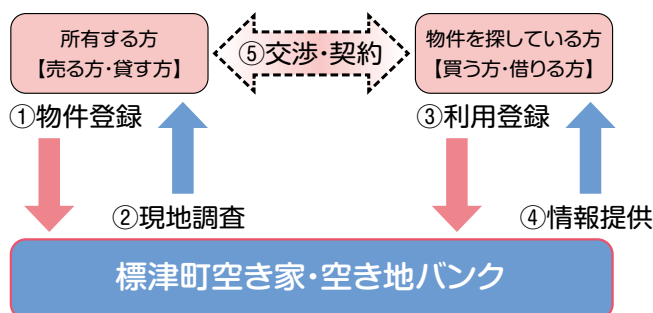 所有する方
【売る方・貸す方】
⑤交渉・契約
物件を探している方
【買う方・借りる方】
①物件登録
③利用登録
②現地調査
④情報提供
標津町空き家・空き地バンク